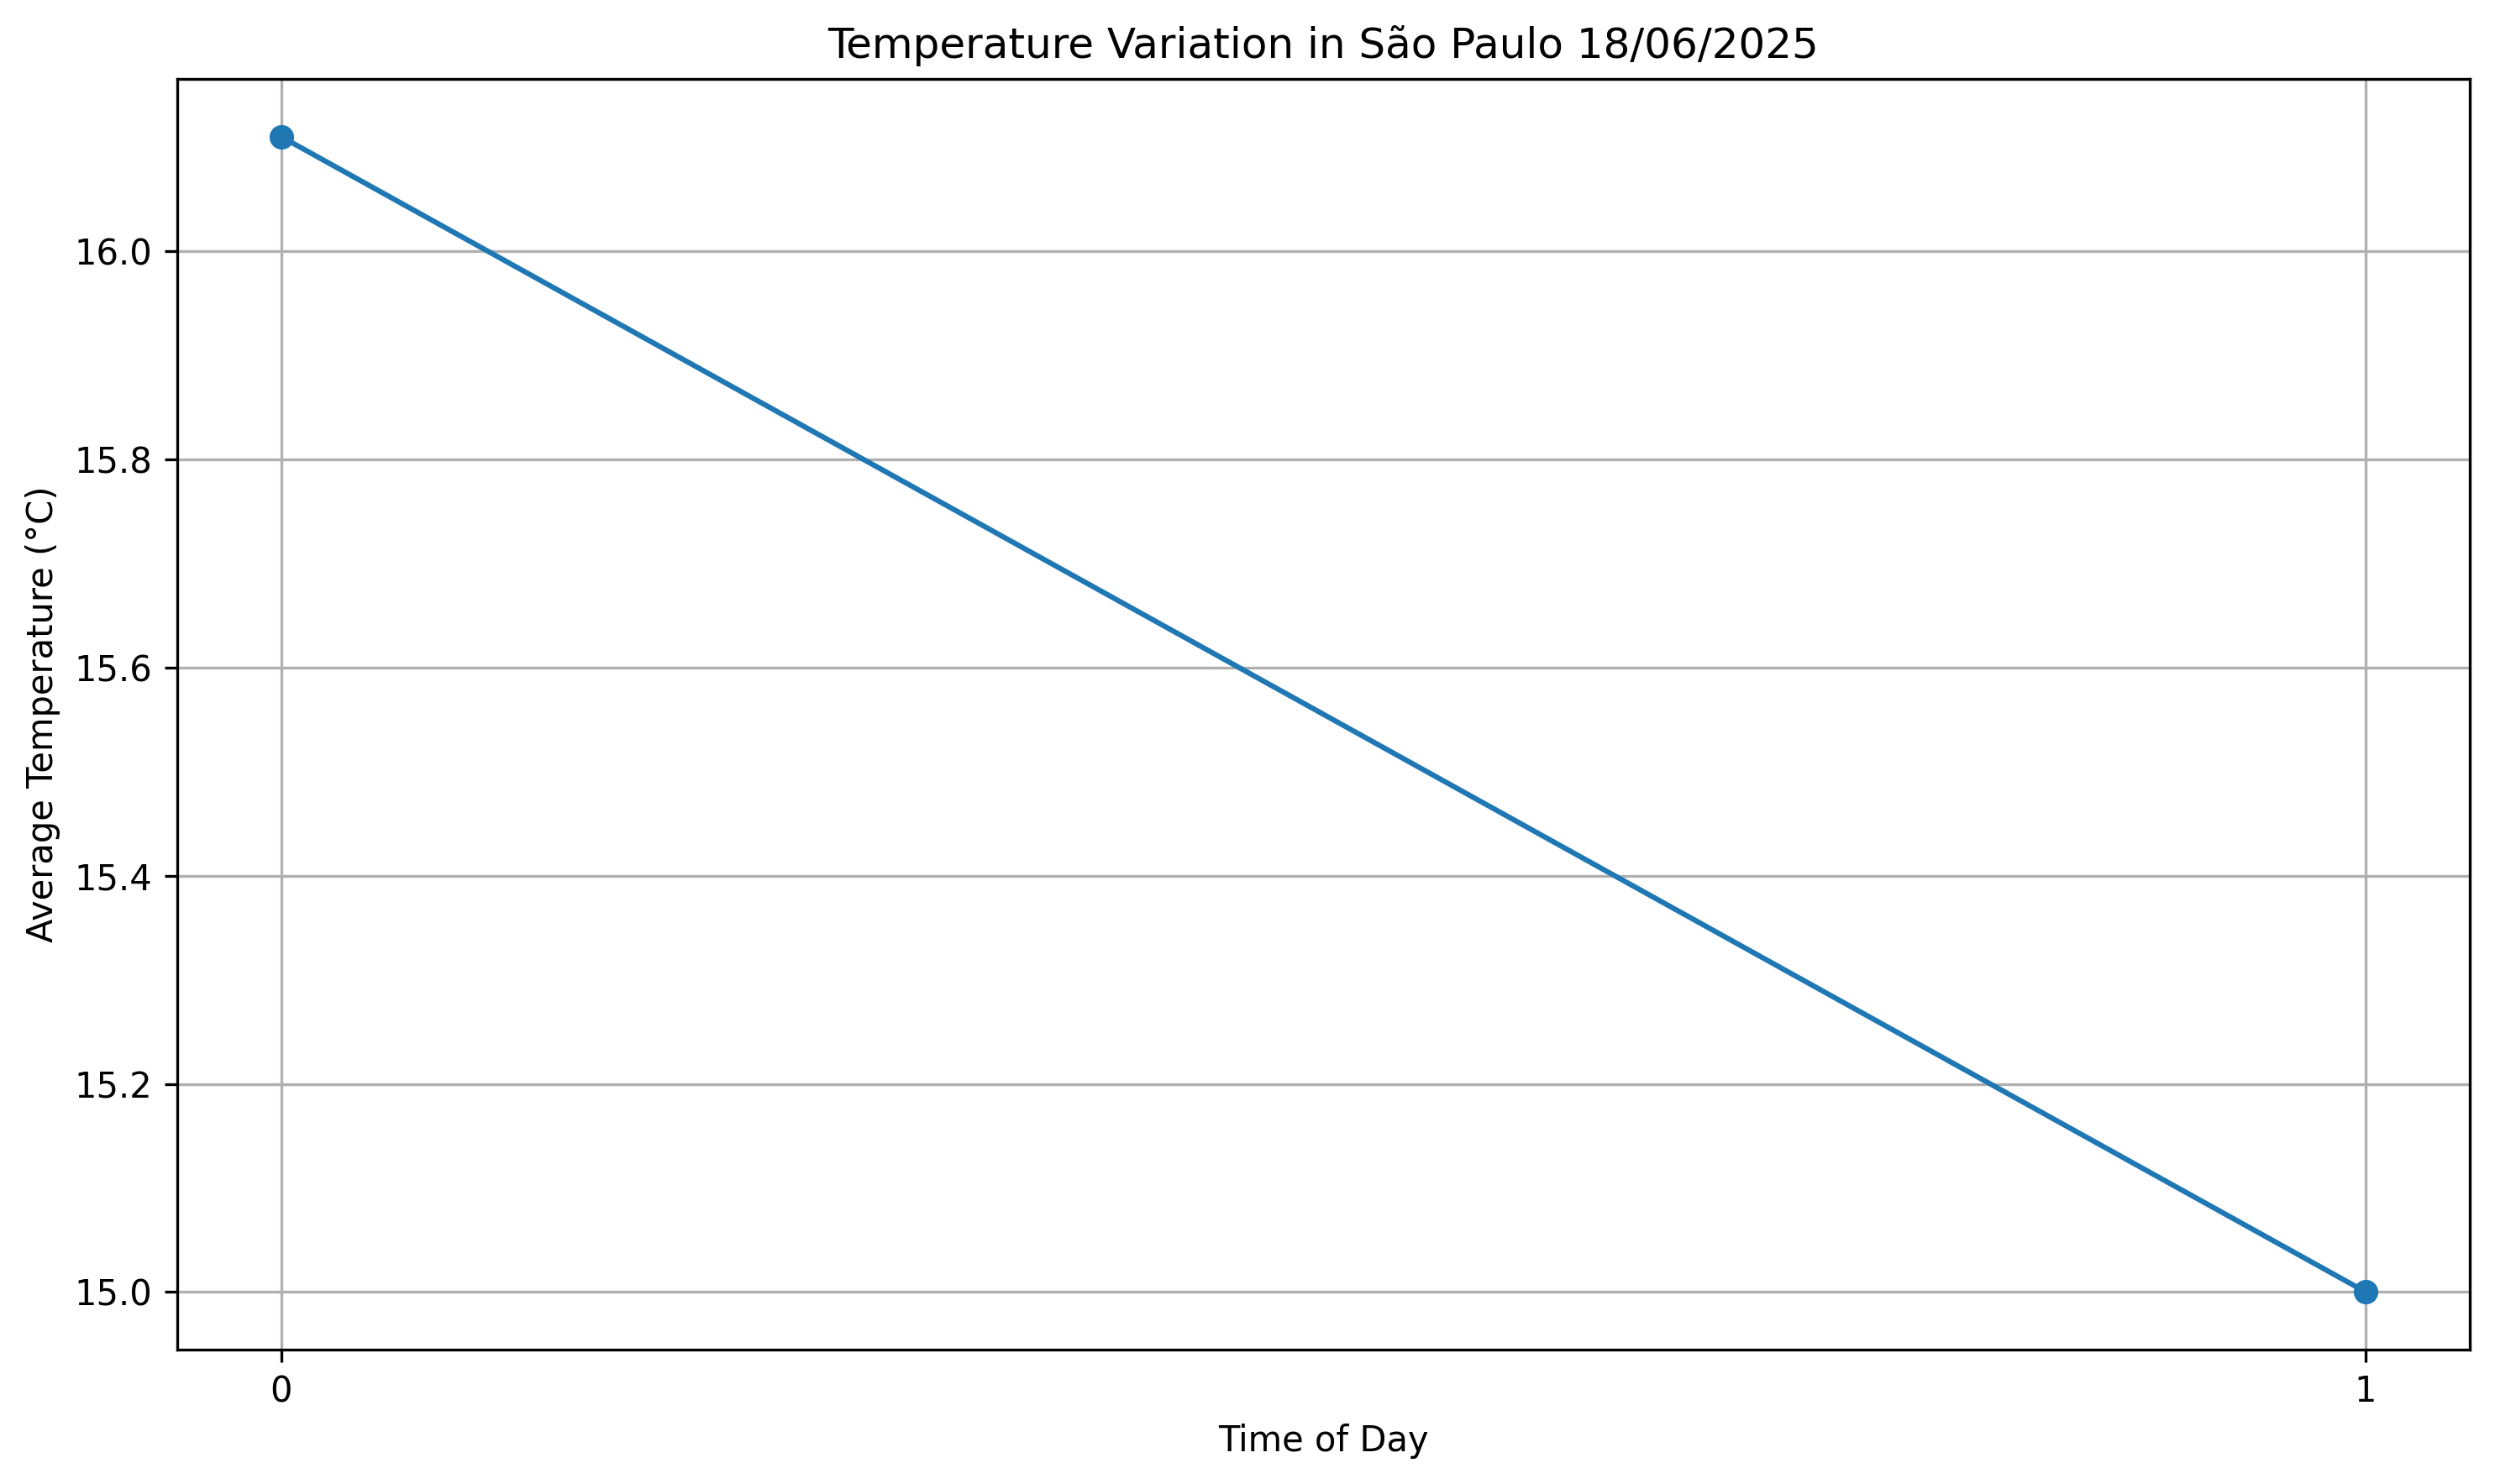 Temperature Variation in São Paulo 18/06/2025
Average Temperature (°C)
16.0
15.8
15.6
15.4
15.2
15.0
0
1
Time of Day